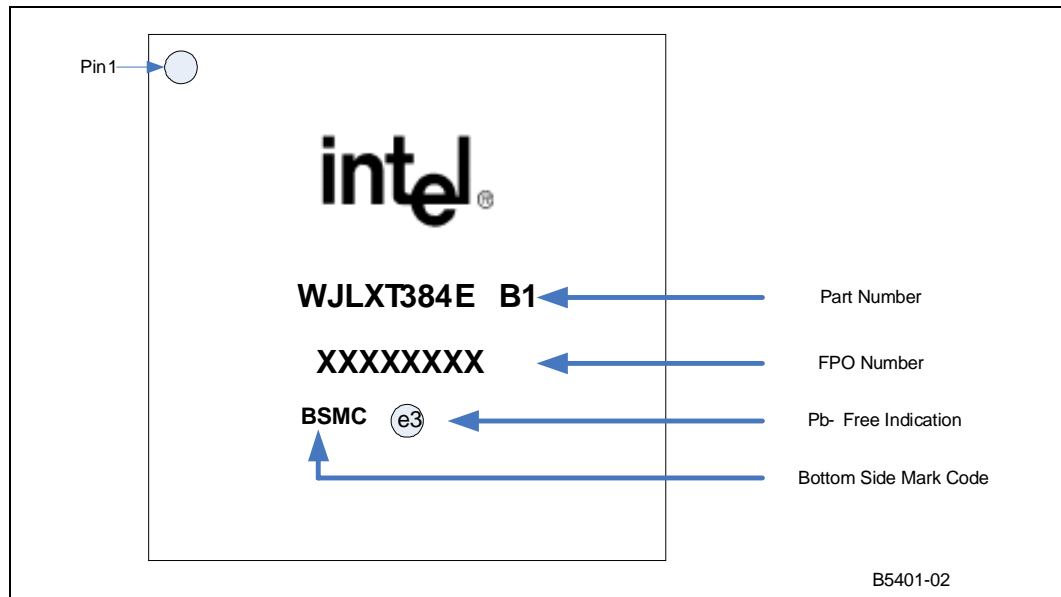 Pin1
intel®
WJLXT384E B1
Part Number
XXXXXXXX
FPO Number
BSMC e3
Pb- Free Indication
Bottom Side Mark Code
B5401-02